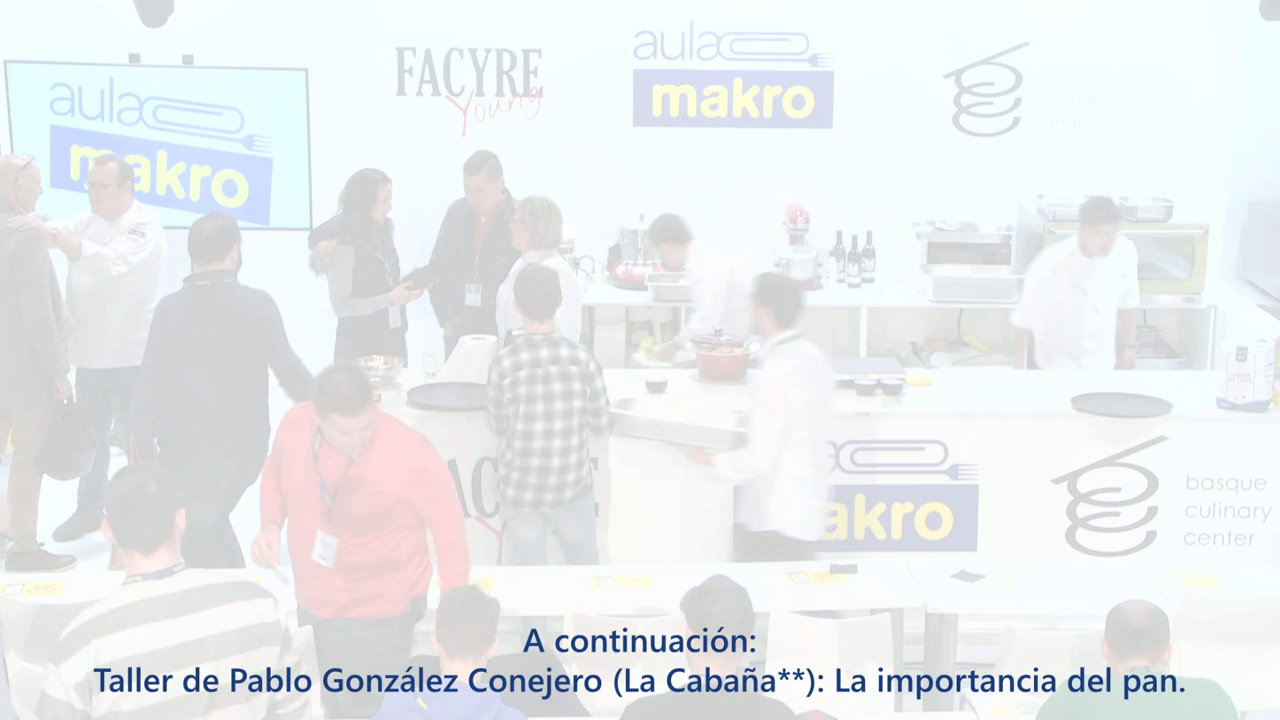 aula
makro
FACYRE
Young
aula
makro
akro
basque
culinary
center
A continuación:
Taller de Pablo González Conejero (La Cabaña**): La importancia del pan.